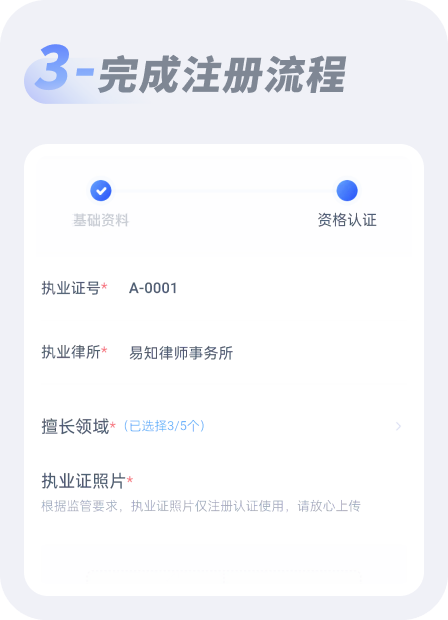 3-完成注册流程
基础资料 资格认证
执业证号* A-0001
执业律所* 易知律师事务所
擅长领域*（已选择3/5个）
执业证照片*
根据监管要求，执业证照片仅注册认证使用，请放心上传